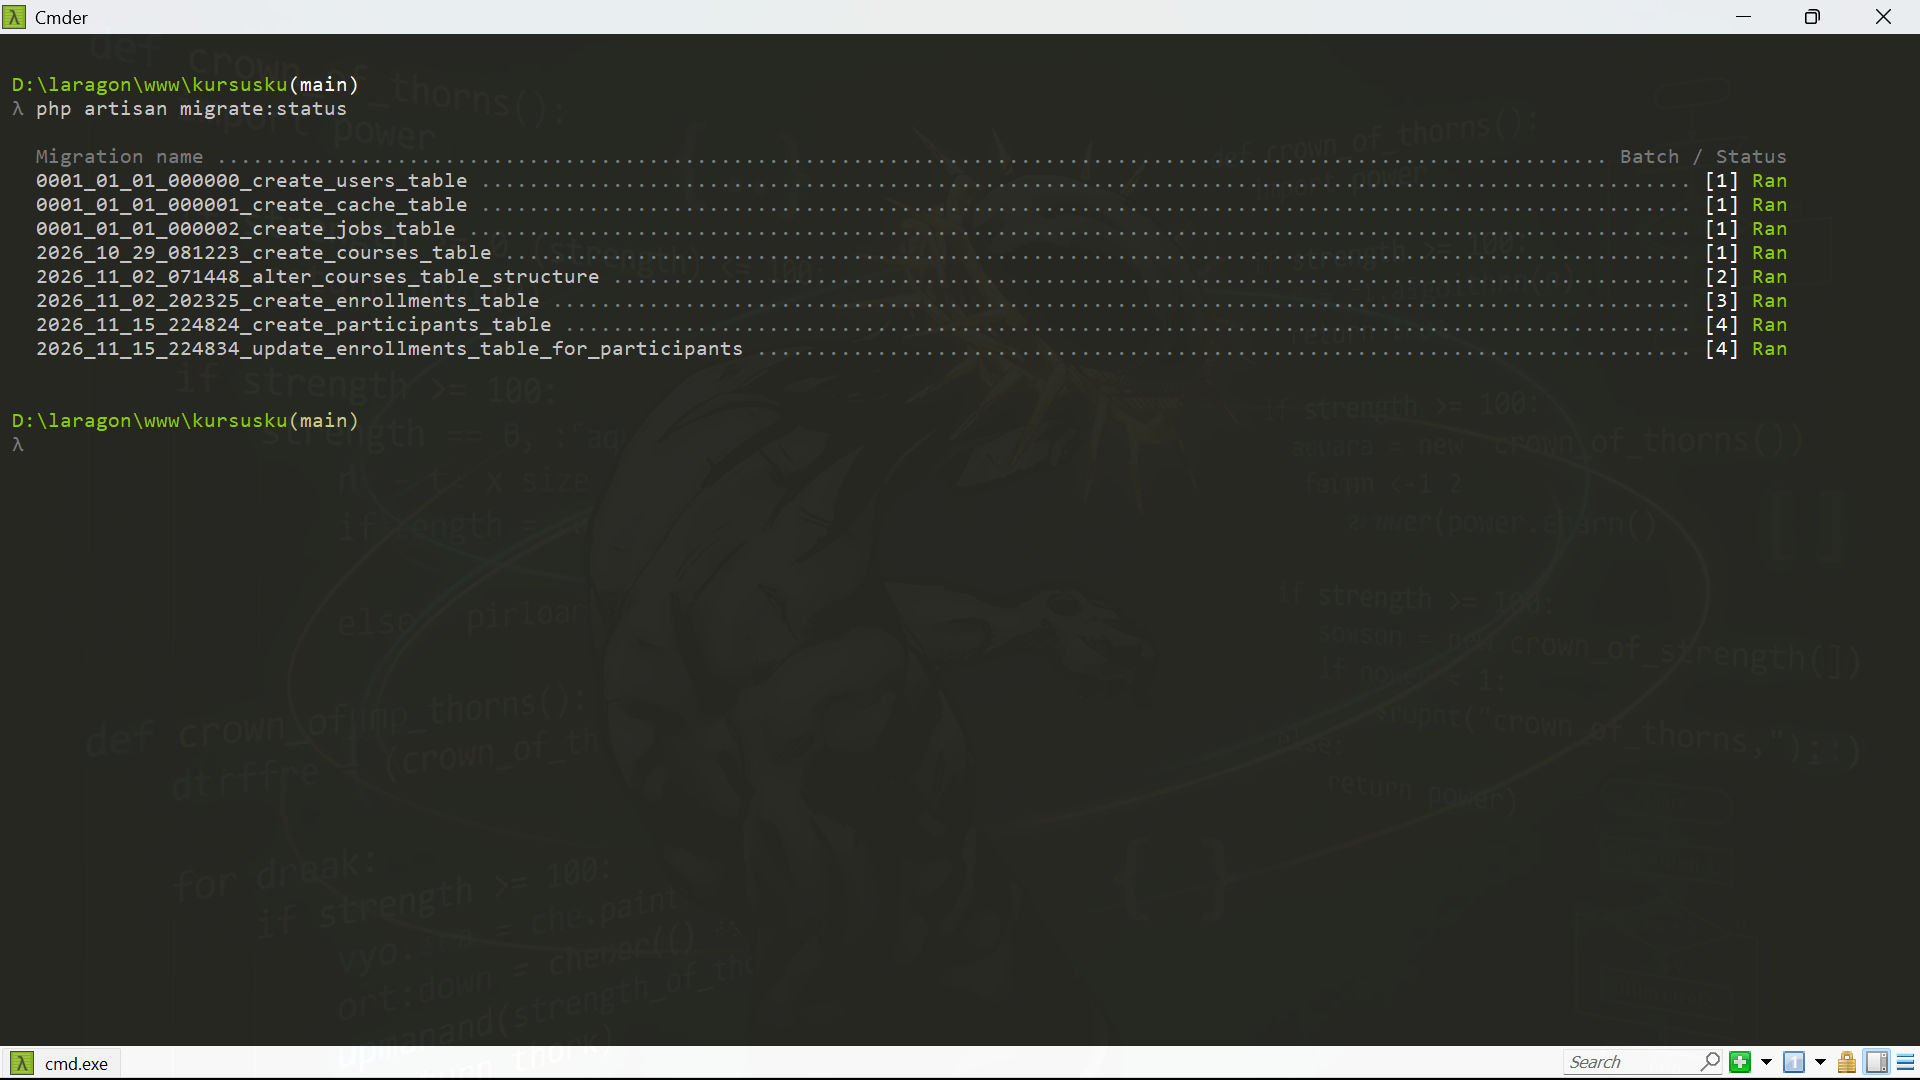 Cmder
D:\laragon\www\kursusku(main)
λ php artisan migrate:status
Migration name .................................................................................................................... Batch / Status
0001_01_01_000000_create_users_table ..................................................................................................... [1] Ran
0001_01_01_000001_create_cache_table ..................................................................................................... [1] Ran
0001_01_01_000002_create_jobs_table ...................................................................................................... [1] Ran
2026_10_29_081223_create_courses_table ................................................................................................... [1] Ran
2026_11_02_071448_alter_courses_table_structure .......................................................................................... [2] Ran
2026_11_02_202325_create_enrollments_table ............................................................................................... [3] Ran
2026_11_15_224824_create_participants_table .............................................................................................. [4] Ran
2026_11_15_224834_update_enrollments_table_for_participants .............................................................................. [4] Ran
D:\laragon\www\kursusku(main)
λ
cmd.exe
Search
1